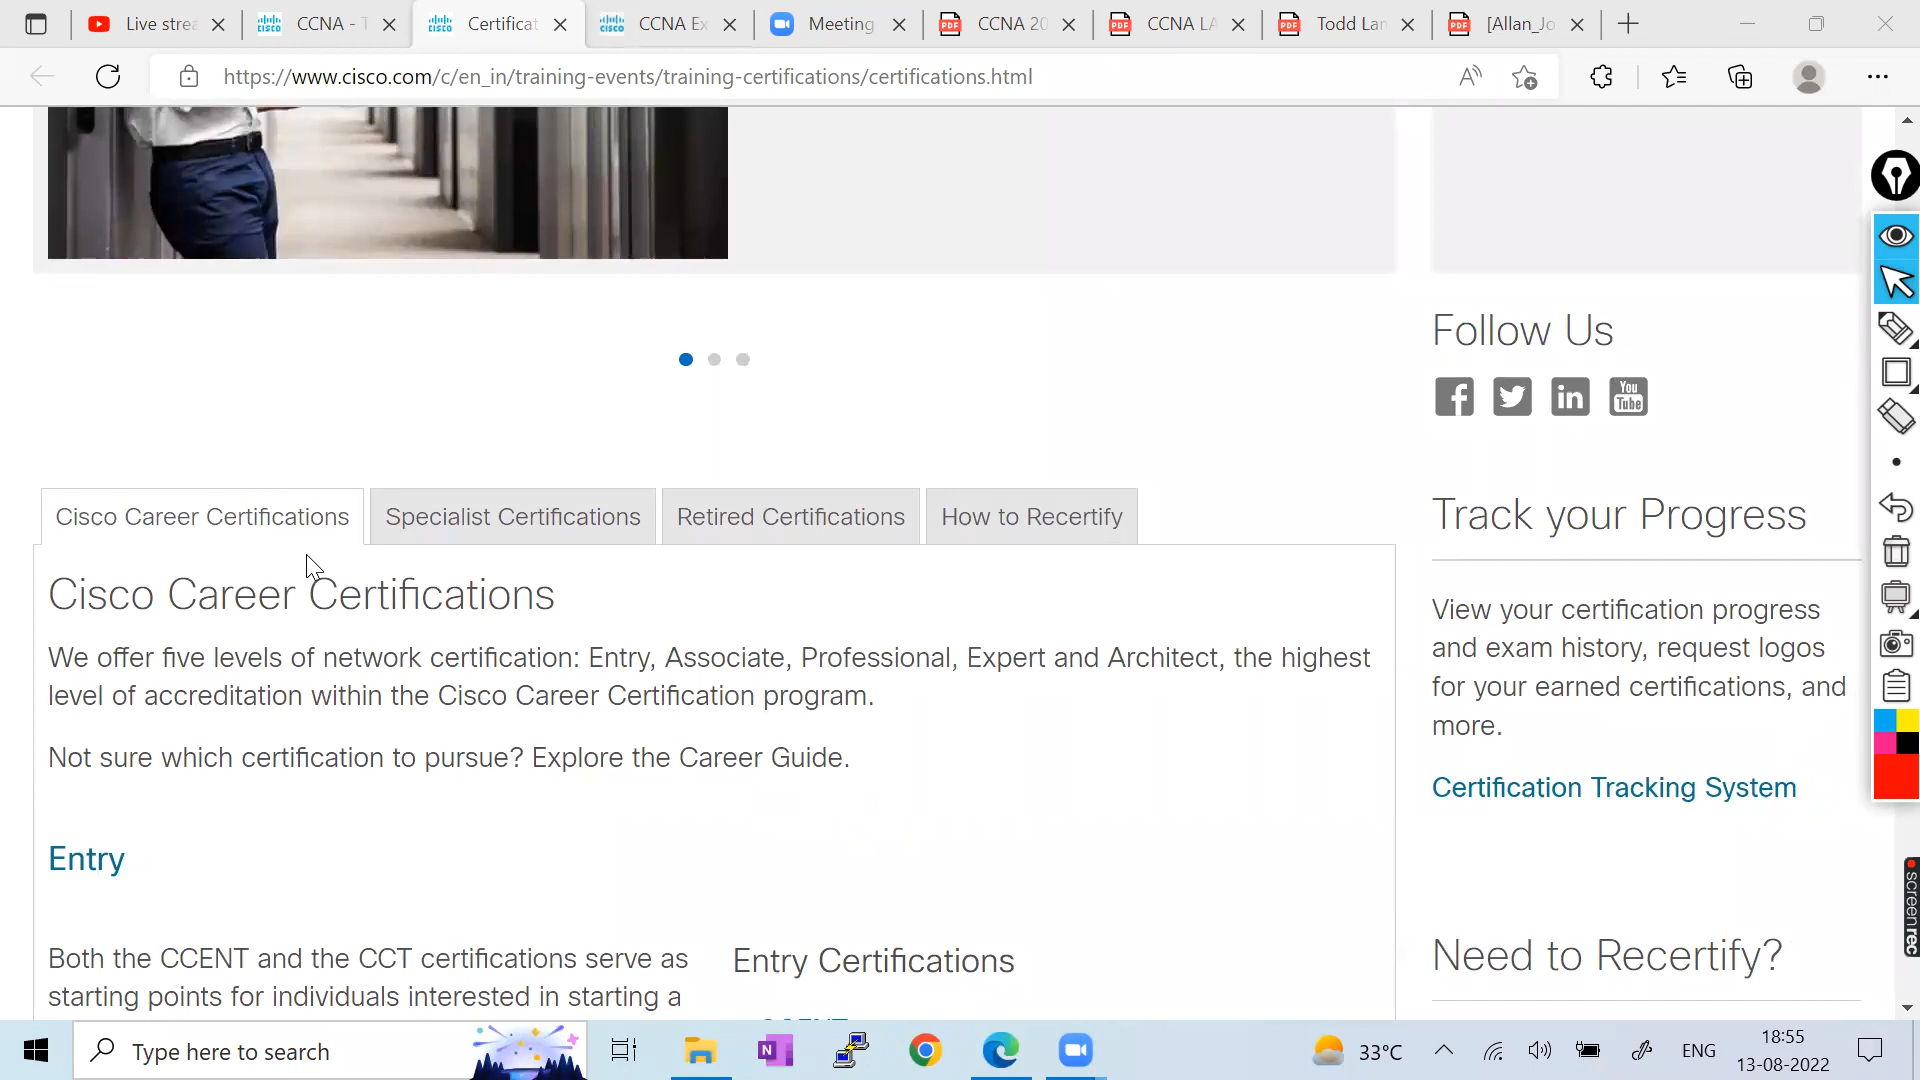 Live strea
CCNA - T
Certificat
CCNA Ex
Meeting
CCNA 20
CCNA LA
Todd Lan
[Allan_Jo
https://www.cisco.com/c/en_in/training-events/training-certifications/certifications.html
Follow Us
You
Tube
Cisco Career Certifications
Specialist Certifications
Retired Certifications
How to Recertify
Track your Progress
Cisco Career Certifications
We offer five levels of network certification: Entry, Associate, Professional, Expert and Architect, the highest
level of accreditation within the Cisco Career Certification program.
Not sure which certification to pursue? Explore the Career Guide.
View your certification progress
and exam history, request logos
for your earned certifications, and
more.
Certification Tracking System
Entry
Both the CCENT and the CCT certifications serve as
starting points for individuals interested in starting a
Entry Certifications
Need to Recertify?
screenrec
Type here to search
33°C
ENG
18:55
13-08-2022